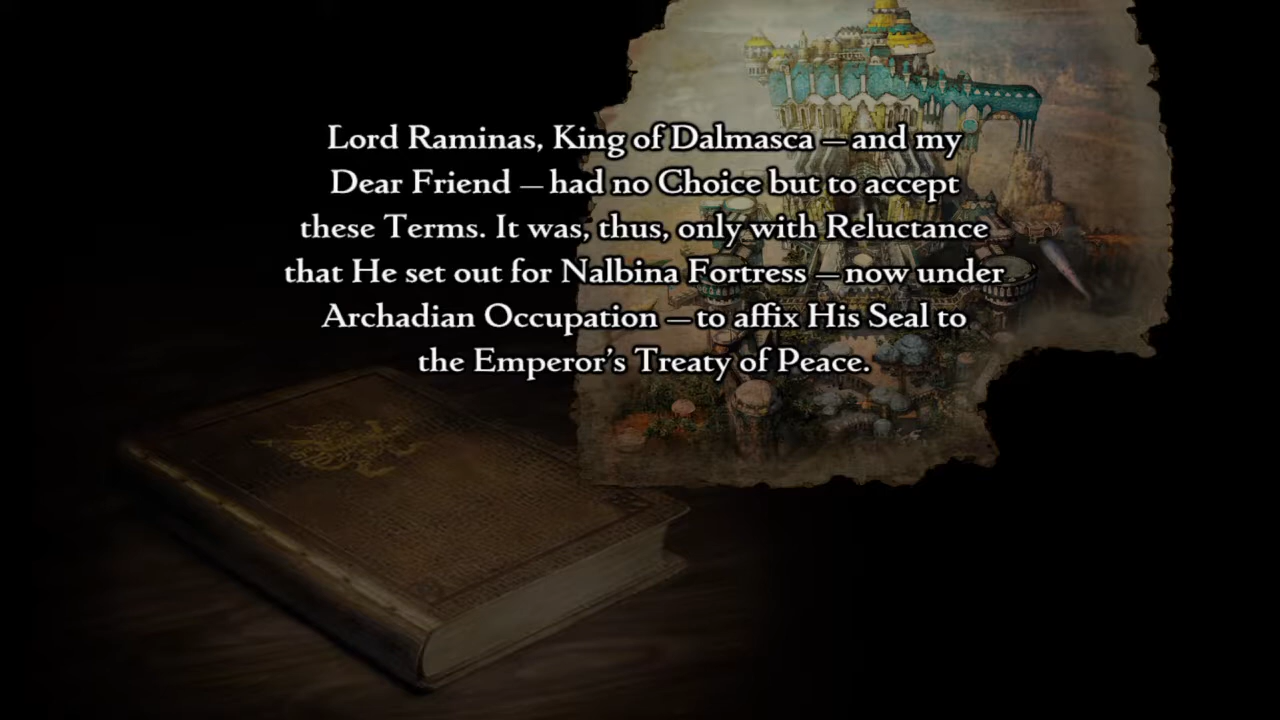 Lord Raminas, King of Dalmasca – and my
Dear Friend – had no Choice but to accept
these Terms. It was, thus, only with Reluctance
that He set out for Nalbina Fortress – now under
Archadian Occupation – to affix His Seal to
the Emperor's Treaty of Peace.